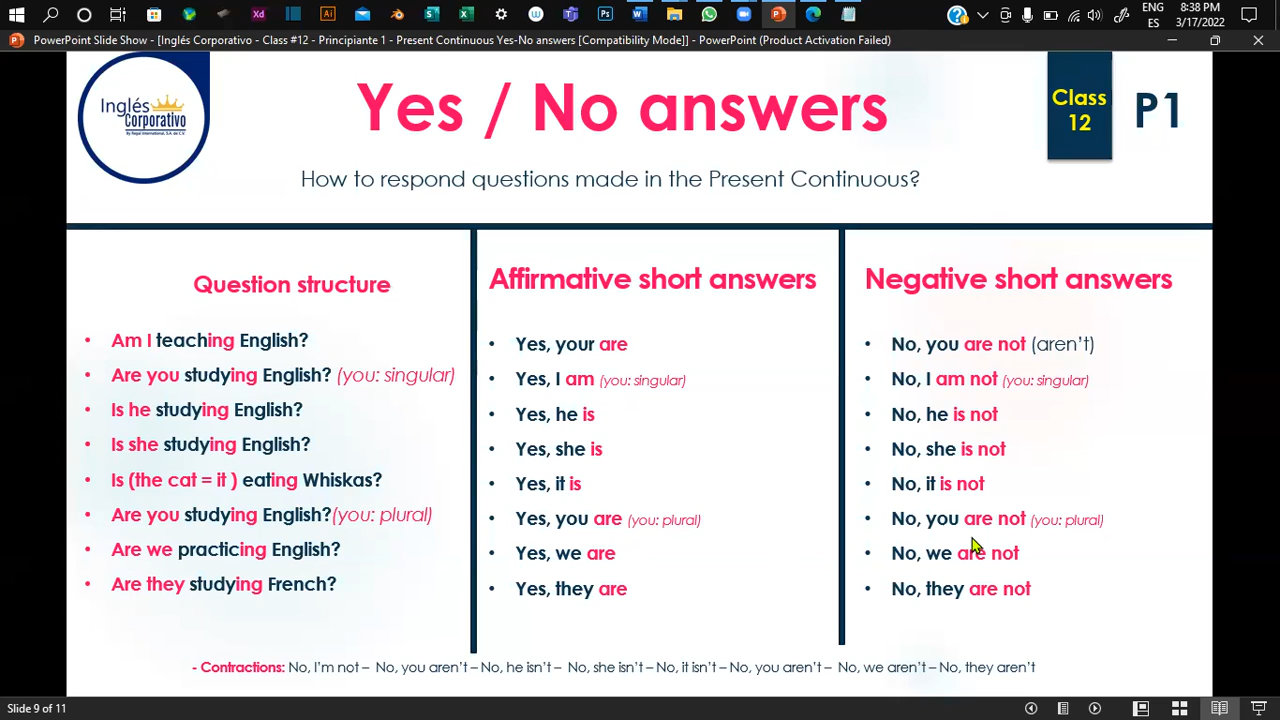 ENG
ES
8:38 PM
3/17/2022
PowerPoint Slide Show - [Inglés Corporativo - Class #12 - Principiante 1 - Present Continuous Yes-No answers [Compatibility Mode]] - PowerPoint (Product Activation Failed)
Inglés
Corporativo
By Regal International, S.A. de C.V.
Yes / No answers
Class
12
P1
How to respond questions made in the Present Continuous?
Question structure
• Am I teaching English?
• Are you studying English? (you: singular)
• Is he studying English?
• Is she studying English?
• Is (the cat = it ) eating Whiskas?
• Are you studying English?(you: plural)
• Are we practicing English?
• Are they studying French?
Affirmative short answers
• Yes, your are
• Yes, I am (you: singular)
• Yes, he is
• Yes, she is
• Yes, it is
• Yes, you are (you: plural)
• Yes, we are
• Yes, they are
Negative short answers
• No, you are not (aren't)
• No, I am not (you: singular)
• No, he is not
• No, she is not
• No, it is not
• No, you are not (you: plural)
• No, we are not
• No, they are not
- Contractions: No, I'm not – No, you aren't – No, he isn't – No, she isn't – No, it isn't – No, you aren't – No, we aren't – No, they aren't
Slide 9 of 11